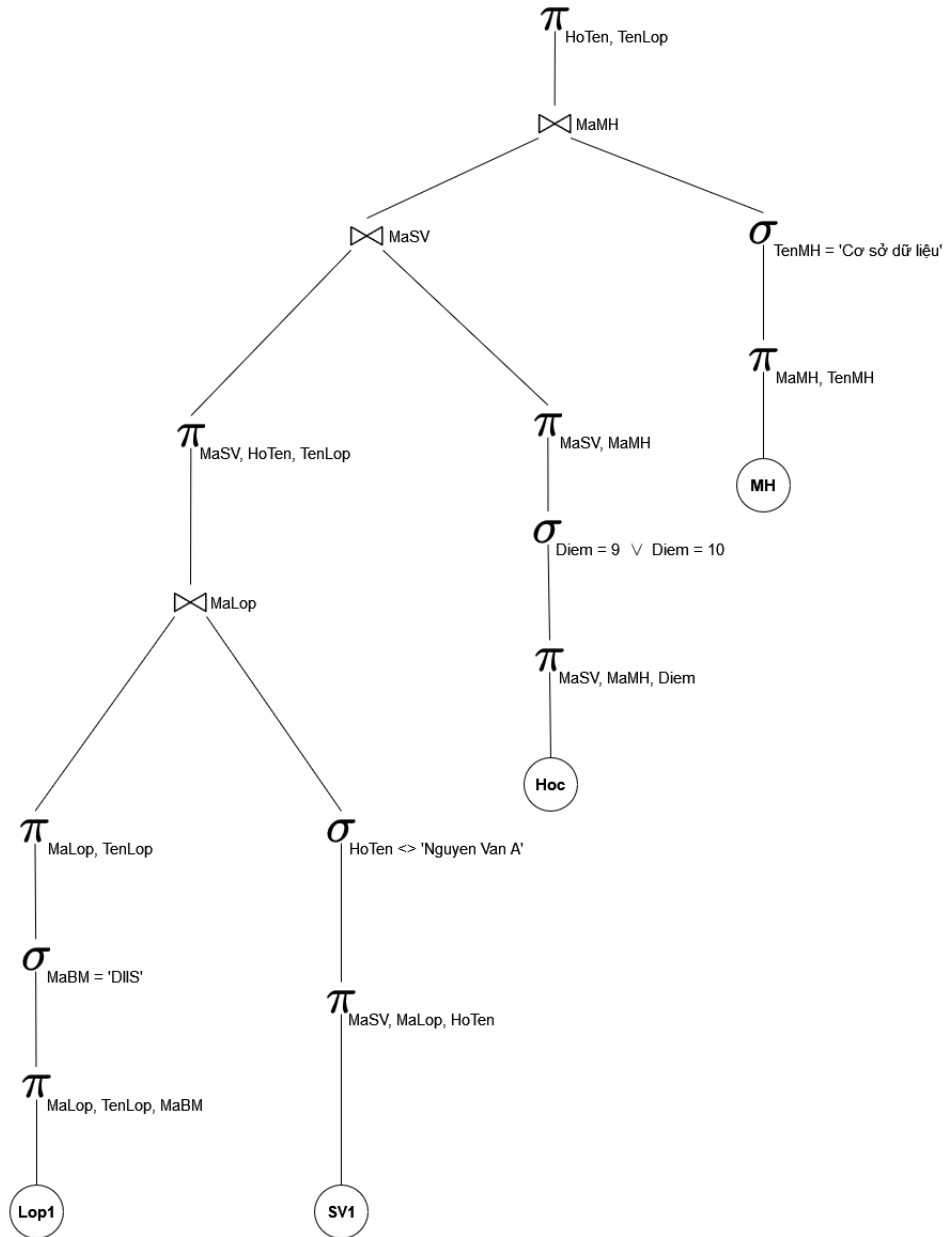 π HoTen, TenLop
⋈ MaMH
⋈ MaSV
σ TenMH = 'Cơ sở dữ liệu'
π MaMH, TenMH
π MaSV, HoTen, TenLop
π MaSV, MaMH
MH
σ Diem = 9 ∨ Diem = 10
⋈ MaLop
π MaSV, MaMH, Diem
Hoc
π MaLop, TenLop
σ HoTen <> 'Nguyen Van A'
σ MaBM = 'DIIS'
π MaSV, MaLop, HoTen
π MaLop, TenLop, MaBM
Lop1
SV1